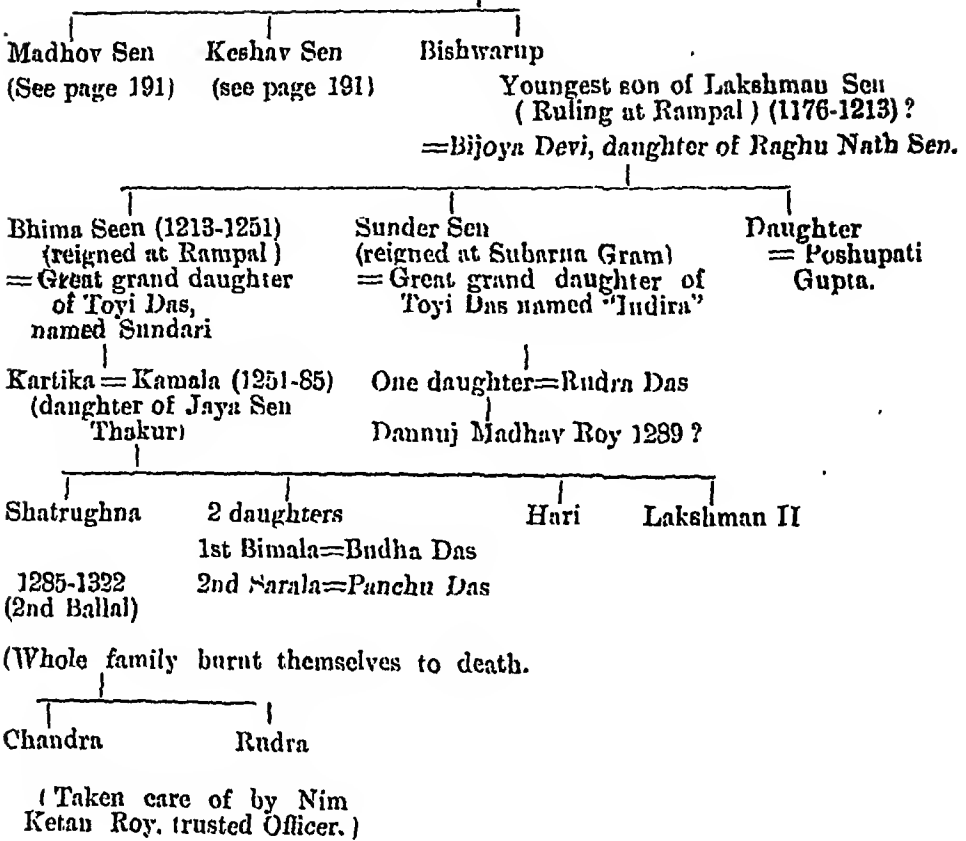 Madhov Sen Keshav Sen Bishwarup
(See page 191) (see page 191)
Youngest son of Lakshman Sen
(Ruling at Rampal) (1176-1213) ?
=Bijoya Devi, daughter of Raghu Nath Sen.
Bhima Seen (1213-1251)
(reigned at Rampal)
= Great grand daughter
of Toyi Das,
named Sundari
Sunder Sen
(reigned at Subarna Gram)
= Great grand daughter of
Toyi Das named "Indira"
Daughter
= Poshupati
Gupta.
Kartika = Kamala (1251-85)
(daughter of Jaya Sen
Thakur)
One daughter=Rudra Das
Dannuj Madhav Roy 1289 ?
Shatrughna 2 daughters Hari Lakshman II
1st Bimala=Budha Das
1285-1322 2nd Sarala=Panchu Das
(2nd Ballal)
(Whole family burnt themselves to death.
Chandra Rudra
(Taken care of by Nim
Ketan Roy, trusted Officer.)